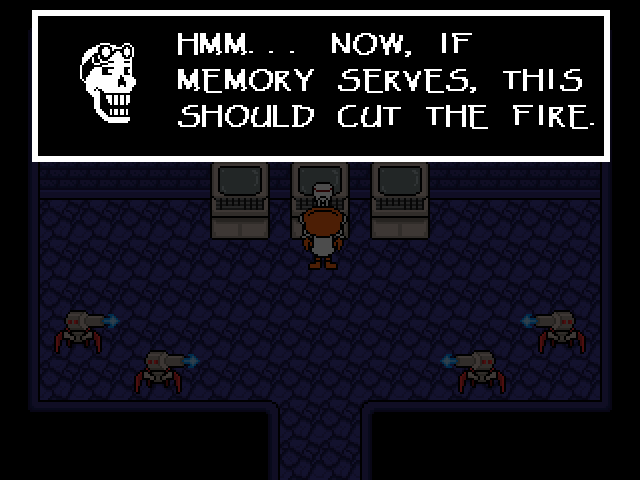 HMM... NOW, IF
MEMORY SERVES, THIS
SHOULD CUT THE FIRE.